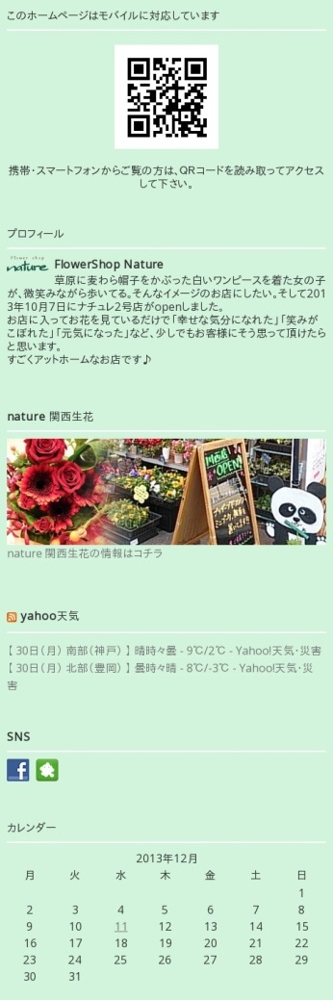 このホームページはモバイルに対応しています
携帯・スマートフォンからご覧の方は、QRコードを読み取ってアクセス
して下さい。
プロフィール
Flower shop
nature
FlowerShop Nature
草原に麦わら帽子をかぶった白いワンピースを着た女の子
が、微笑みながら歩いてる。そんなイメージのお店にしたい。そして201
3年10月7日にナチュレ2号店がopenしました。
お店に入ってお花を見ているだけで「幸せな気分になれた」「笑みが
こぼれた」「元気になった」など、少しでもお客様にそう思って頂けたら
と思います。
すごくアットホームなお店です♪
nature 関西生花
OPEN!
nature 関西生花の情報はコチラ
yahoo天気
【 30日（月） 南部（神戸） 】 晴時々曇 - 9℃/2℃ - Yahoo!天気・災害
【 30日（月） 北部（豊岡） 】 曇時々晴 - 8℃/-3℃ - Yahoo!天気・災
害
SNS
カレンダー
2013年12月
月 火 水 木 金 土 日
1
2 3 4 5 6 7 8
9 10 11 12 13 14 15
16 17 18 19 20 21 22
23 24 25 26 27 28 29
30 31